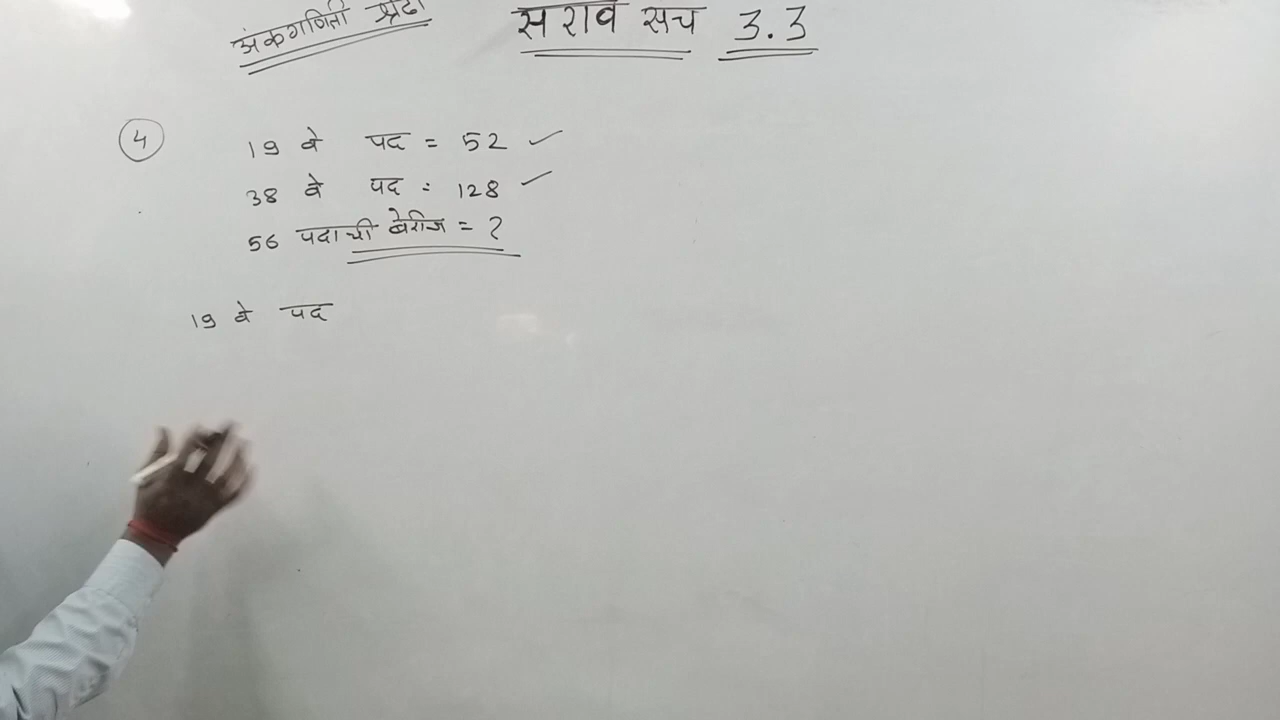 अंकगणिती श्रेढी
सराव संच 3.3
4
19 वे पद = 52 ✓
38 वे पद = 128 ✓
56 पदाची बेरीज = ?
19 वे पद